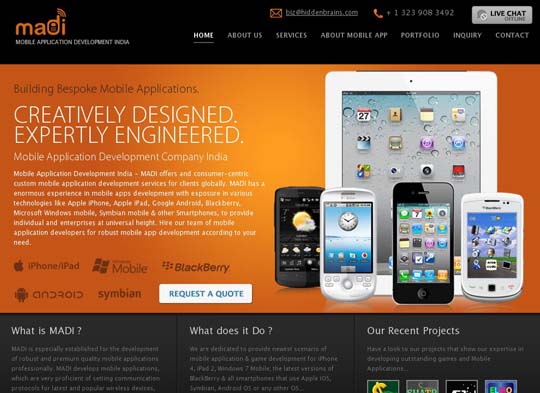 madi
MOBILE APPLICATION DEVELOPMENT INDIA
biz@hiddenbrains.com
+ 1 323 908 3492
LIVE CHAT
OFFLINE
HOME ABOUT US SERVICES ABOUT MOBILE APP PORTFOLIO INQUIRY CONTACT
Building Bespoke Mobile Applications.
CREATIVELY DESIGNED.
EXPERTLY ENGINEERED.
Mobile Application Development Company India
Mobile Application Development India - MADI offers and consumer-centric
custom mobile application development services for clients globally. MADI has a
enormous experience in mobile apps development with exposure in various
technologies like Apple iPhone, Apple iPad, Google Android, Blackberry,
Microsoft Windows mobile, Symbian mobile & other Smartphones, to provide
individual and enterprises at universal height. Hire our team of mobile
application developers for robust mobile app development according to your
need.
iPhone/iPad
Windows Mobile
BlackBerry
android
symbian
REQUEST A QUOTE
What is MADI ?
MADI is especially established for the development
of robust and premium quality mobile applications
professionally. MADI develops mobile applications,
which are very proficient of setting communication
protocols for latest and popular wireless devices,
What does it Do ?
We are dedicated to provide newest scenario of
mobile application & game development for iPhone
4, iPad 2, Windows 7 Mobile, the latest versions of
BlackBerry & all smartphones that use Apple IOS,
Symbian, Android OS or any other OS...
Our Recent Projects
Have a look to our projects that show our expertise in
developing outstanding games and Mobile
Applications...